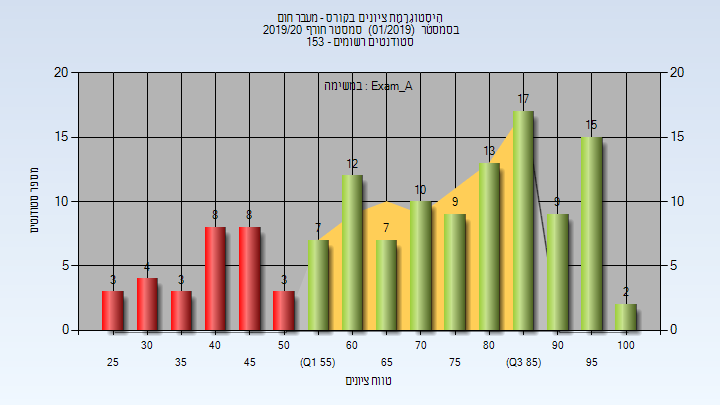 היסטוגרמת ציונים בקורס - מעבר חום
בסמסטר (01/2019) סמסטר חורף 2019/20
סטודנטים רשומים - 153
במשימה : Exam_A
20 20
15 15
10 10
5 5
0 0
מספר סטודנטים
3 4 3 8 8 3 7 12 7 10 9 13 17 9 15 2
30 40 50 60 70 80 90 100
25 35 45 (Q1 55) 65 75 (Q3 85) 95
טווח ציונים